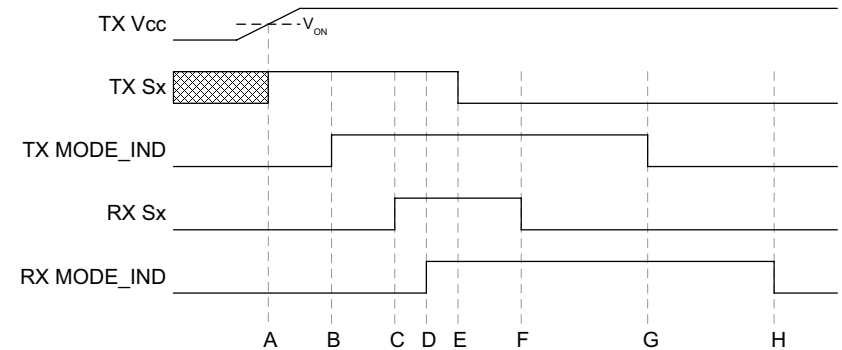 TX Vcc
V_ON
TX Sx
TX MODE_IND
RX Sx
RX MODE_IND
A B C D E F G H